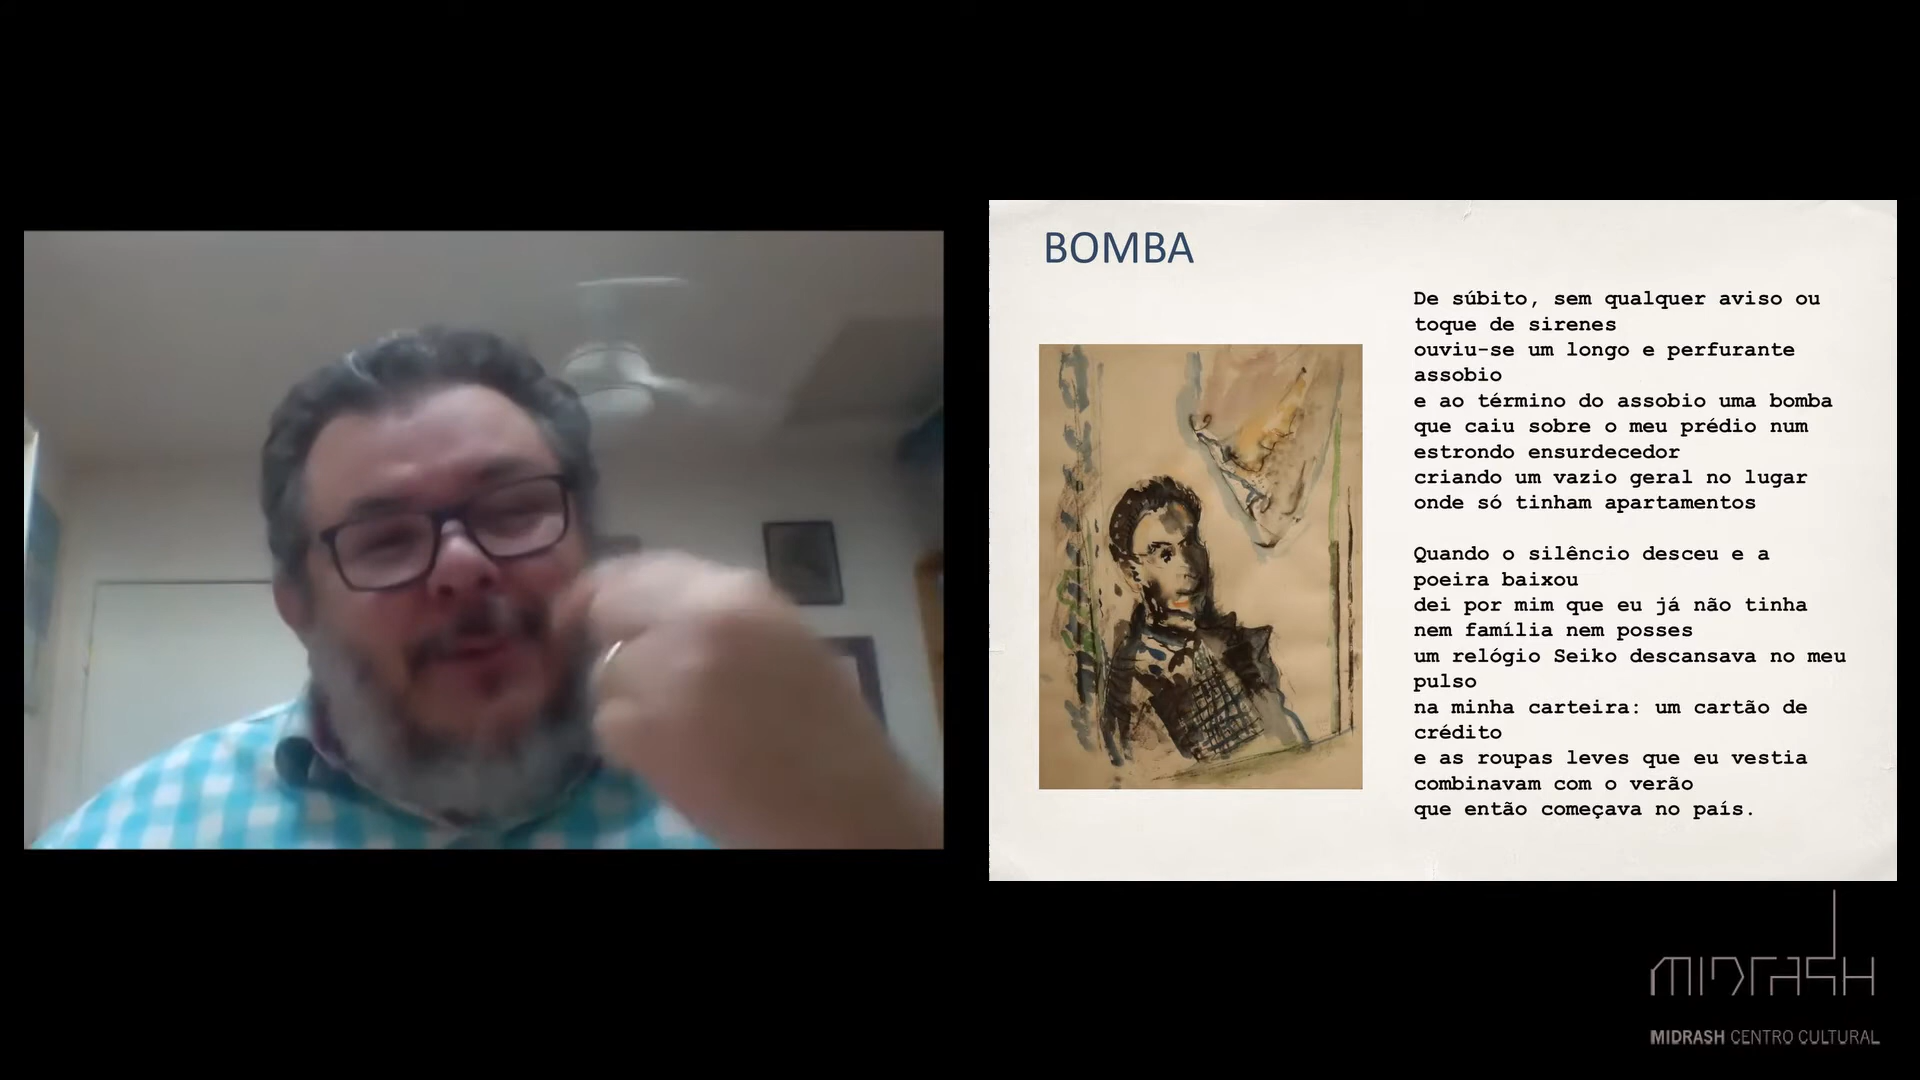 BOMBA
De súbito, sem qualquer aviso ou
toque de sirenes
ouviu-se um longo e perfurante
assobio
e ao término do assobio uma bomba
que caiu sobre o meu prédio num
estrondo ensurdecedor
criando um vazio geral no lugar
onde só tinham apartamentos
Quando o silêncio desceu e a
poeira baixou
dei por mim que eu já não tinha
nem família nem posses
um relógio Seiko descansava no meu
pulso
na minha carteira: um cartão de
crédito
e as roupas leves que eu vestia
combinavam com o verão
que então começava no país.
MIDRASH
MIDRASH CENTRO CULTURAL